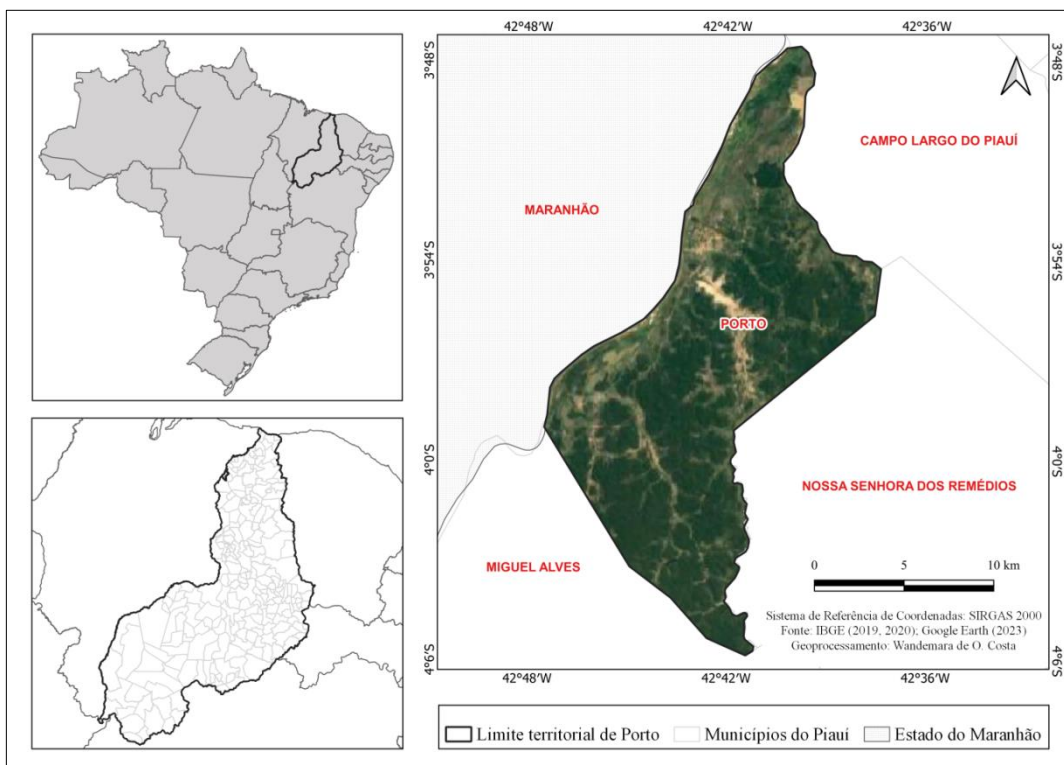 42°48'W
42°42'W
42°36'W
3°48'S
3°48'S
CAMPO LARGO DO PIAUÍ
MARANHÃO
3°54'S
3°54'S
PORTO
4°0'S
4°0'S
NOSSA SENHORA DOS REMÉDIOS
MIGUEL ALVES
0 5 10 km
Sistema de Referência de Coordenadas: SIRGAS 2000
Fonte: IBGE (2019, 2020); Google Earth (2023)
Geoprocessamento: Wandemara de O. Costa
4°6'S
4°6'S
42°48'W
42°42'W
42°36'W
Limite territorial de Porto
Municípios do Piauí
Estado do Maranhão